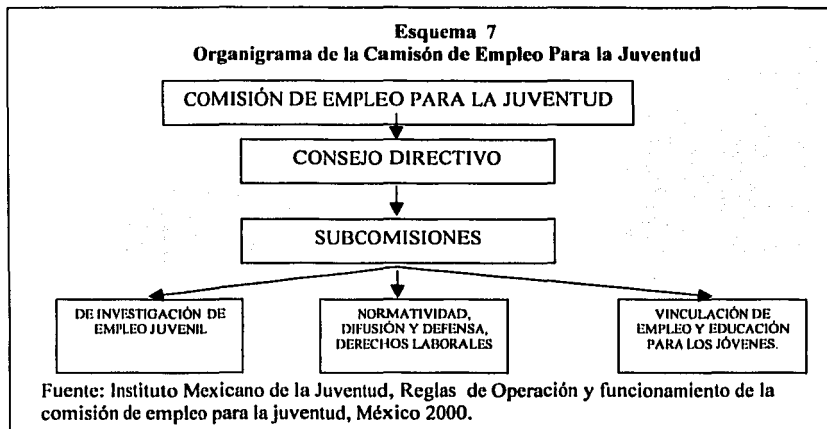 Esquema 7
Organigrama de la Camisón de Empleo Para la Juventud
COMISIÓN DE EMPLEO PARA LA JUVENTUD
CONSEJO DIRECTIVO
SUBCOMISIONES
DE INVESTIGACIÓN DE
EMPLEO JUVENIL
NORMATIVIDAD,
DIFUSIÓN Y DEFENSA,
DERECHOS LABORALES
VINCULACIÓN DE
EMPLEO Y EDUCACIÓN
PARA LOS JÓVENES.
Fuente: Instituto Mexicano de la Juventud, Reglas de Operación y funcionamiento de la
comisión de empleo para la juventud, México 2000.